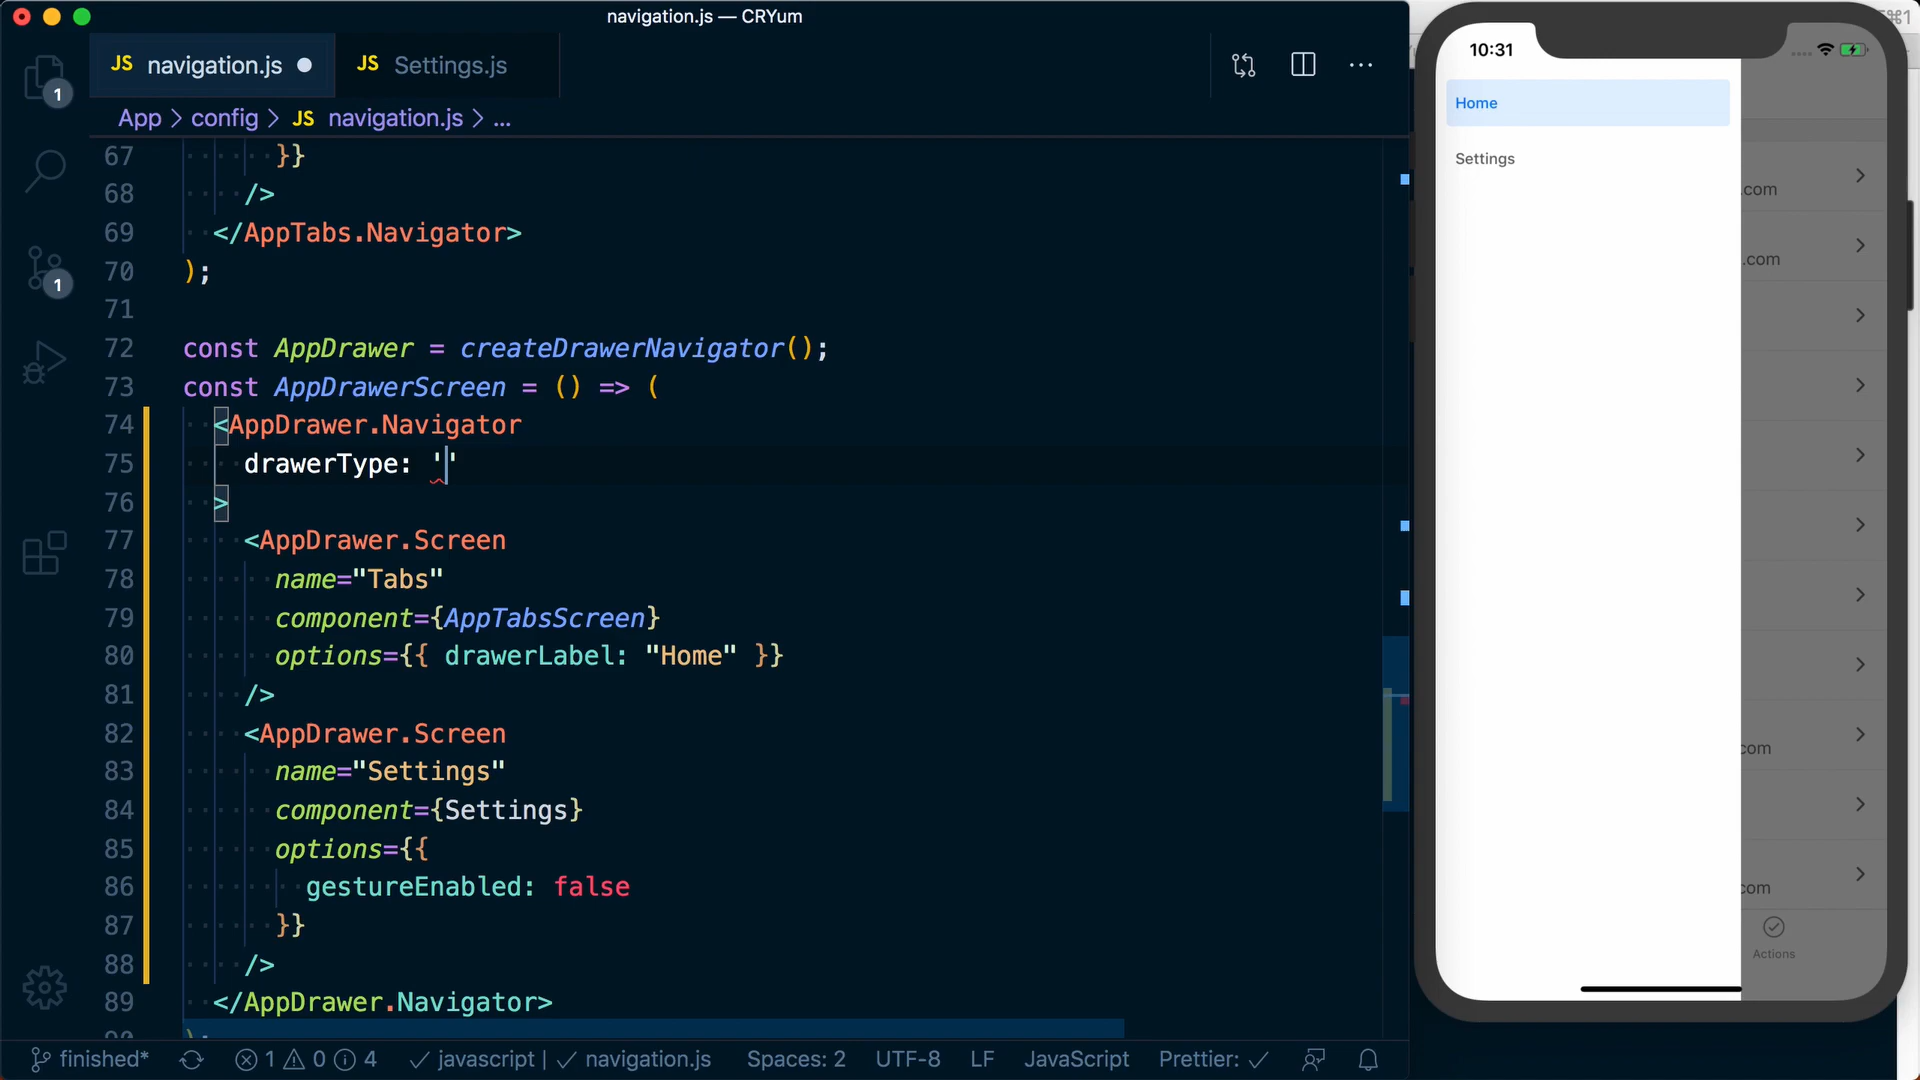 navigation.js — CRYum
⌘1
JS navigation.js
JS Settings.js
App > config > JS navigation.js > ...
1
1
67 }}
68 />
69 </AppTabs.Navigator>
70 );
71
72 const AppDrawer = createDrawerNavigator();
73 const AppDrawerScreen = () => (
74 <AppDrawer.Navigator
75 drawerType: ''
76 >
77 <AppDrawer.Screen
78 name="Tabs"
79 component={AppTabsScreen}
80 options={{ drawerLabel: "Home" }}
81 />
82 <AppDrawer.Screen
83 name="Settings"
84 component={Settings}
85 options={{
86 gestureEnabled: false
87 }}
88 />
89 </AppDrawer.Navigator>
finished* 1 0 4 javascript | navigation.js Spaces: 2 UTF-8 LF JavaScript Prettier:
10:31
Home
Settings
.com
.com
com
com
Actions